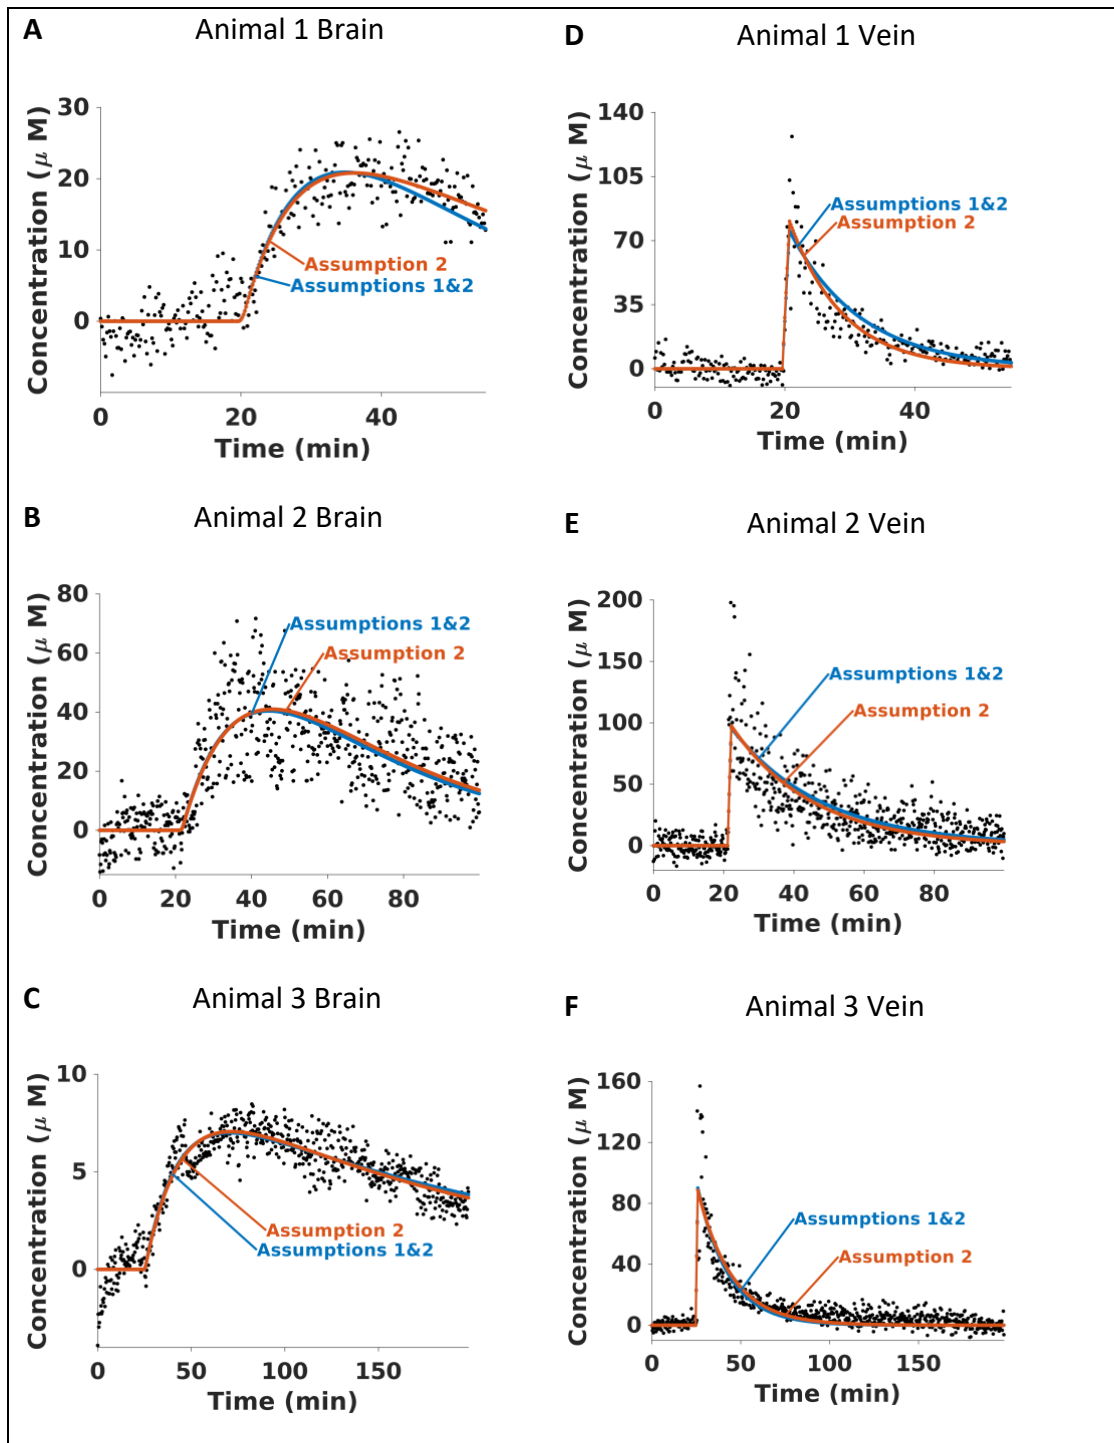 A
Animal 1 Brain
Concentration (μ M)
30
20
10
0
Assumption 2
Assumptions 1&2
0
20
40
Time (min)
D
Animal 1 Vein
Concentration (μ M)
140
105
70
35
0
Assumptions 1&2
Assumption 2
0
20
40
Time (min)
B
Animal 2 Brain
Concentration (μ M)
80
60
40
20
0
Assumptions 1&2
Assumption 2
0
20
40
60
80
Time (min)
E
Animal 2 Vein
Concentration (μ M)
200
150
100
50
0
Assumptions 1&2
Assumption 2
0
20
40
60
80
Time (min)
C
Animal 3 Brain
Concentration (μ M)
10
5
0
Assumption 2
Assumptions 1&2
0
50
100
150
Time (min)
F
Animal 3 Vein
Concentration (μ M)
160
120
80
40
0
Assumptions 1&2
Assumption 2
0
50
100
150
Time (min)